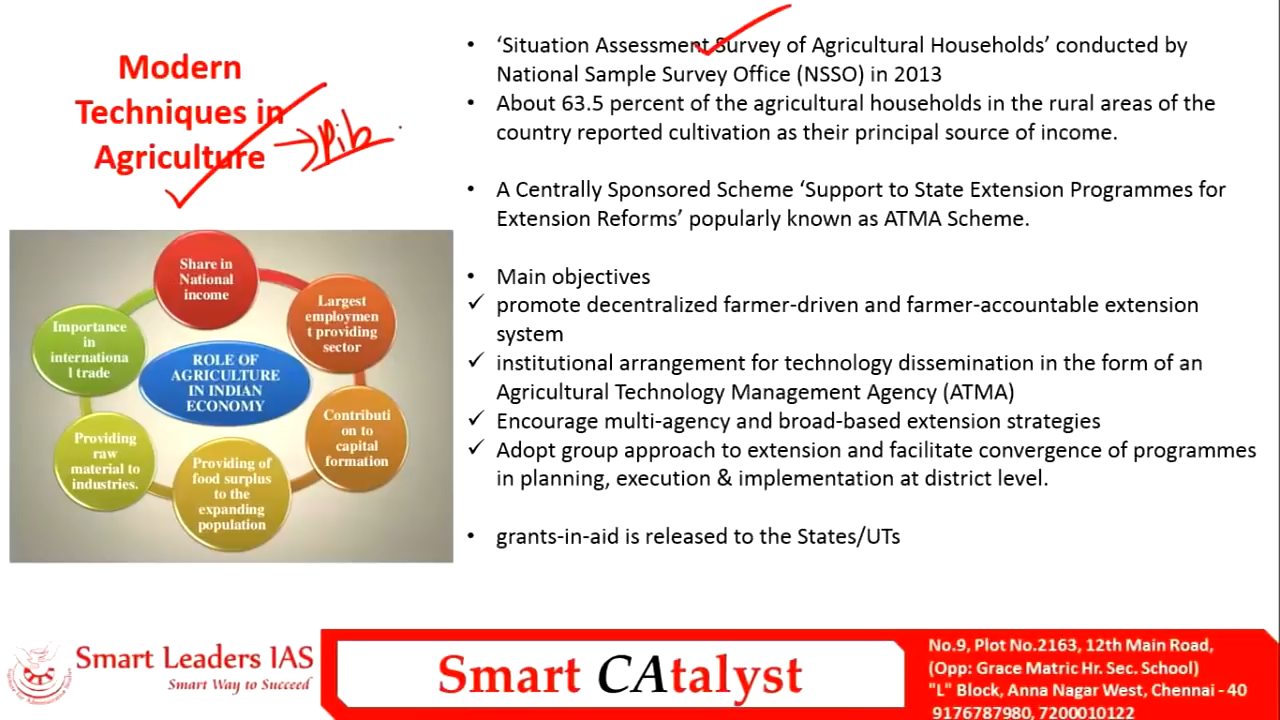 Modern
Techniques in
Agriculture
→ Pib
Share in
National
income
Largest
employmen
t providing
sector
Contributi
on to
capital
formation
Providing of
food surplus
to the
expanding
population
Providing
raw
material to
industries.
Importance
in
internationa
l trade
ROLE OF
AGRICULTURE
IN INDIAN
ECONOMY
• ‘Situation Assessment Survey of Agricultural Households’ conducted by
National Sample Survey Office (NSSO) in 2013
• About 63.5 percent of the agricultural households in the rural areas of the
country reported cultivation as their principal source of income.
• A Centrally Sponsored Scheme ‘Support to State Extension Programmes for
Extension Reforms’ popularly known as ATMA Scheme.
• Main objectives
✓ promote decentralized farmer-driven and farmer-accountable extension
system
✓ institutional arrangement for technology dissemination in the form of an
Agricultural Technology Management Agency (ATMA)
✓ Encourage multi-agency and broad-based extension strategies
✓ Adopt group approach to extension and facilitate convergence of programmes
in planning, execution & implementation at district level.
• grants-in-aid is released to the States/UTs
Smart Leaders IAS
Smart Way to Succeed
Smart CAtalyst
No.9, Plot No.2163, 12th Main Road,
(Opp: Grace Matric Hr. Sec. School)
"L" Block, Anna Nagar West, Chennai - 40
9176787980, 7200010122